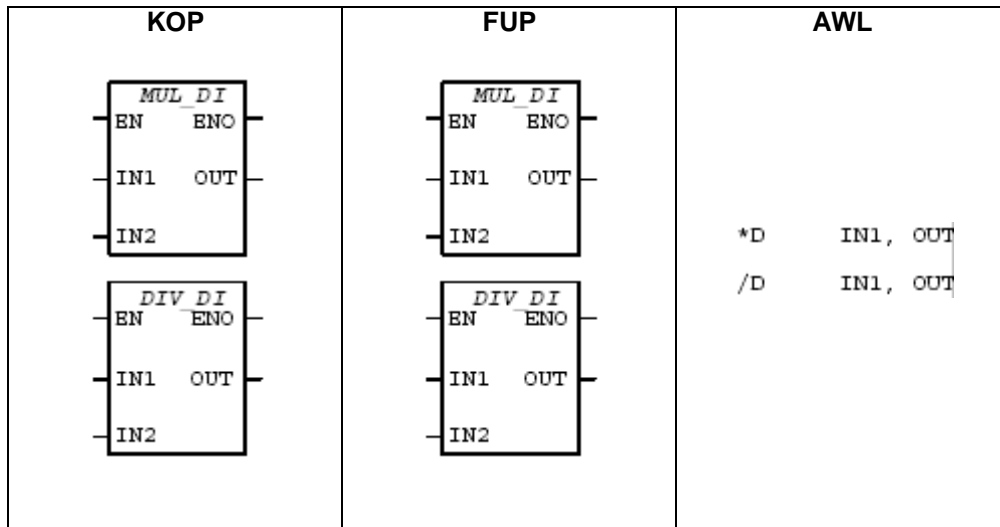 KOP
FUP
AWL
MUL_DI
EN ENO
IN1 OUT
IN2
DIV_DI
EN ENO
IN1 OUT
IN2
MUL_DI
EN ENO
IN1 OUT
IN2
DIV_DI
EN ENO
IN1 OUT
IN2
*D IN1, OUT
/D IN1, OUT